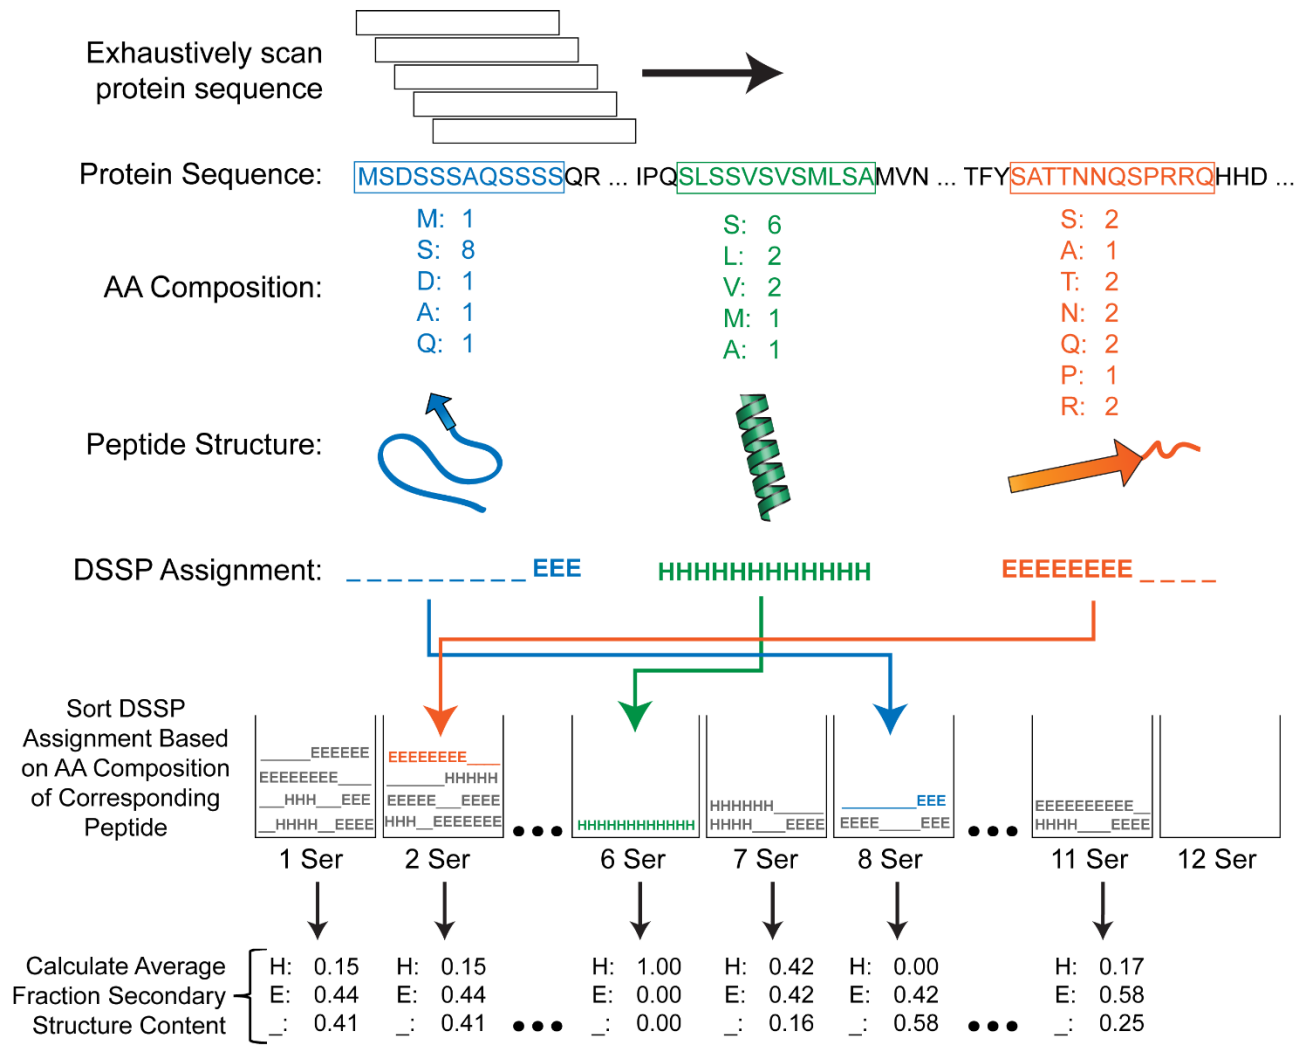 Exhaustively scan
protein sequence
Protein Sequence: MSDSSSAQSSSSQR ... IPQSLSSVSVSMLSAMVN ... TFYSATTNNQSPRRQHHD ...
AA Composition:
M: 1
S: 8
D: 1
A: 1
Q: 1
S: 6
L: 2
V: 2
M: 1
A: 1
S: 2
A: 1
T: 2
N: 2
Q: 2
P: 1
R: 2
Peptide Structure:
DSSP Assignment: _ _ _ _ _ _ _ _ _ EEE HHHHHHHHHHHH EEEEEEEE _ _ _ _
Sort DSSP
Assignment Based
on AA Composition
of Corresponding
Peptide
______EEEEEE
EEEEEEEE____
___HHH___EEE
__HHHH__EEEE
1 Ser
EEEEEEEE____
_______HHHHH
EEEEE___EEEE
HHH__EEEEEEE
2 Ser
●●●
HHHHHHHHHHHH
6 Ser
HHHHHH______
HHHH____EEEE
7 Ser
_________EEE
EEEE_____EEE
8 Ser
●●●
EEEEEEEEEE__
HHHH____EEEE
11 Ser
12 Ser
Calculate Average
Fraction Secondary
Structure Content
H: 0.15
E: 0.44
_: 0.41
H: 0.15
E: 0.44
_: 0.41
●●●
H: 1.00
E: 0.00
_: 0.00
H: 0.42
E: 0.42
_: 0.16
H: 0.00
E: 0.42
_: 0.58
●●●
H: 0.17
E: 0.58
_: 0.25